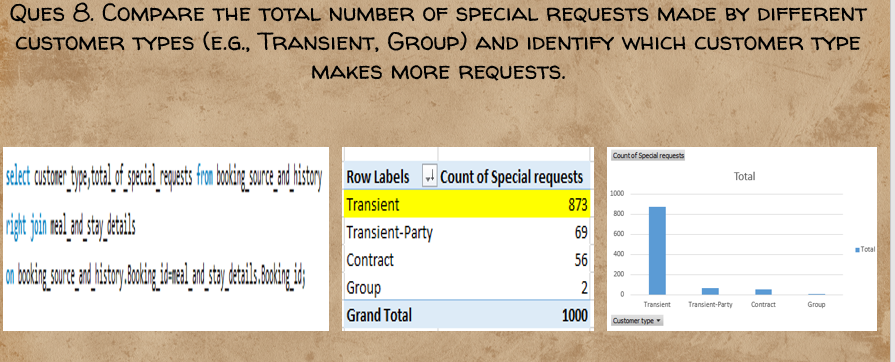 Ques 8. Compare the total number of special requests made by different
customer types (e.g., Transient, Group) and identify which customer type
makes more requests.
select customer_type,total_of_special_requests from booking_source_and_history
right join meal_and_stay_details
on booking_source_and_history.Booking_id=meal_and_stay_details.Booking_id;
Row Labels Count of Special requests
Transient 873
Transient-Party 69
Contract 56
Group 2
Grand Total 1000
Count of Special requests
Total
1000
800
600
400
200
0
Total
Transient Transient-Party Contract Group
Customer type